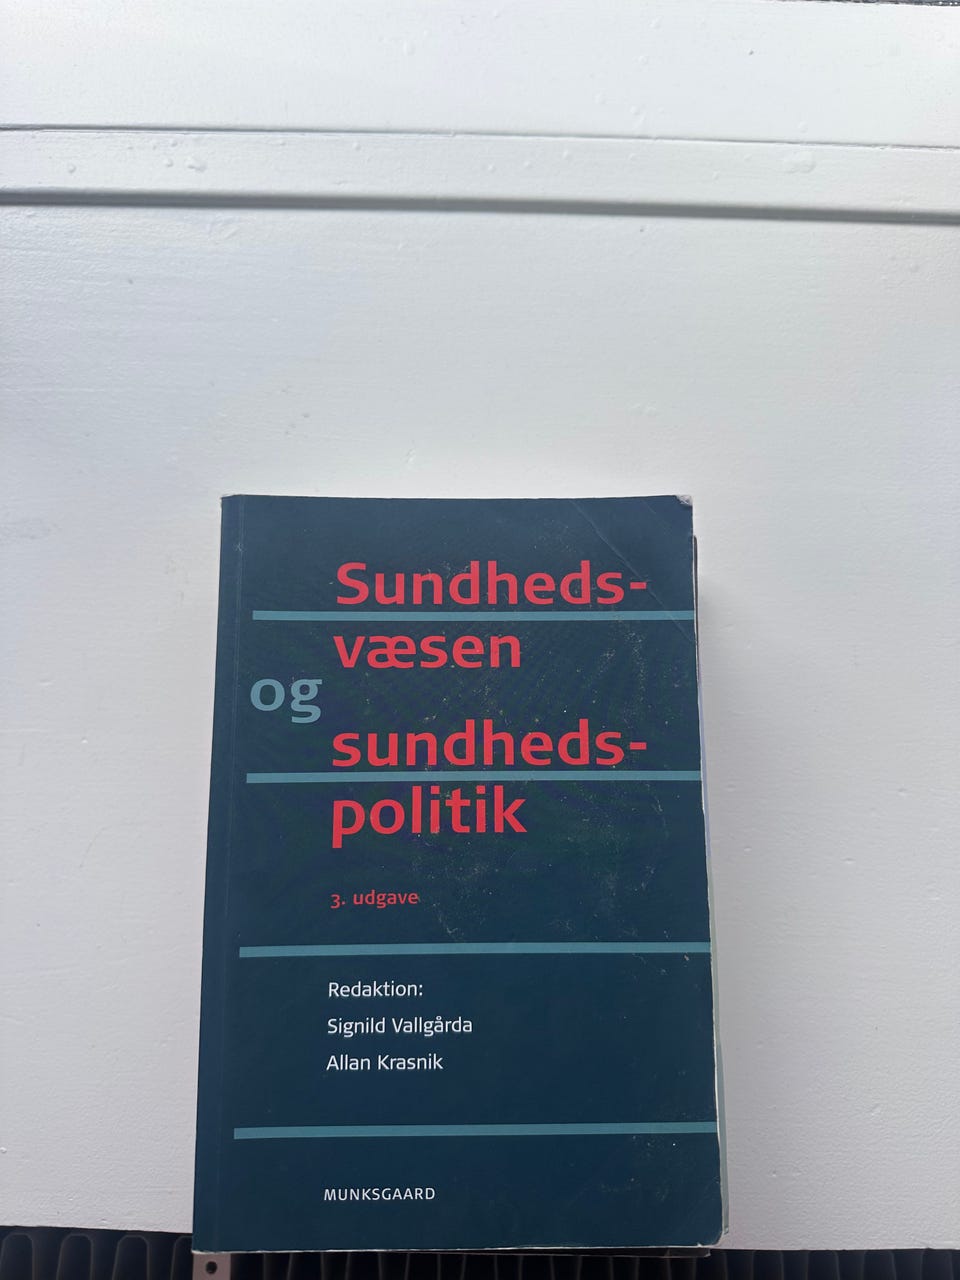 Sundheds-
væsen
og
sundheds-
politik
3. udgave
Redaktion:
Signild Vallgårda
Allan Krasnik
MUNKSGAARD